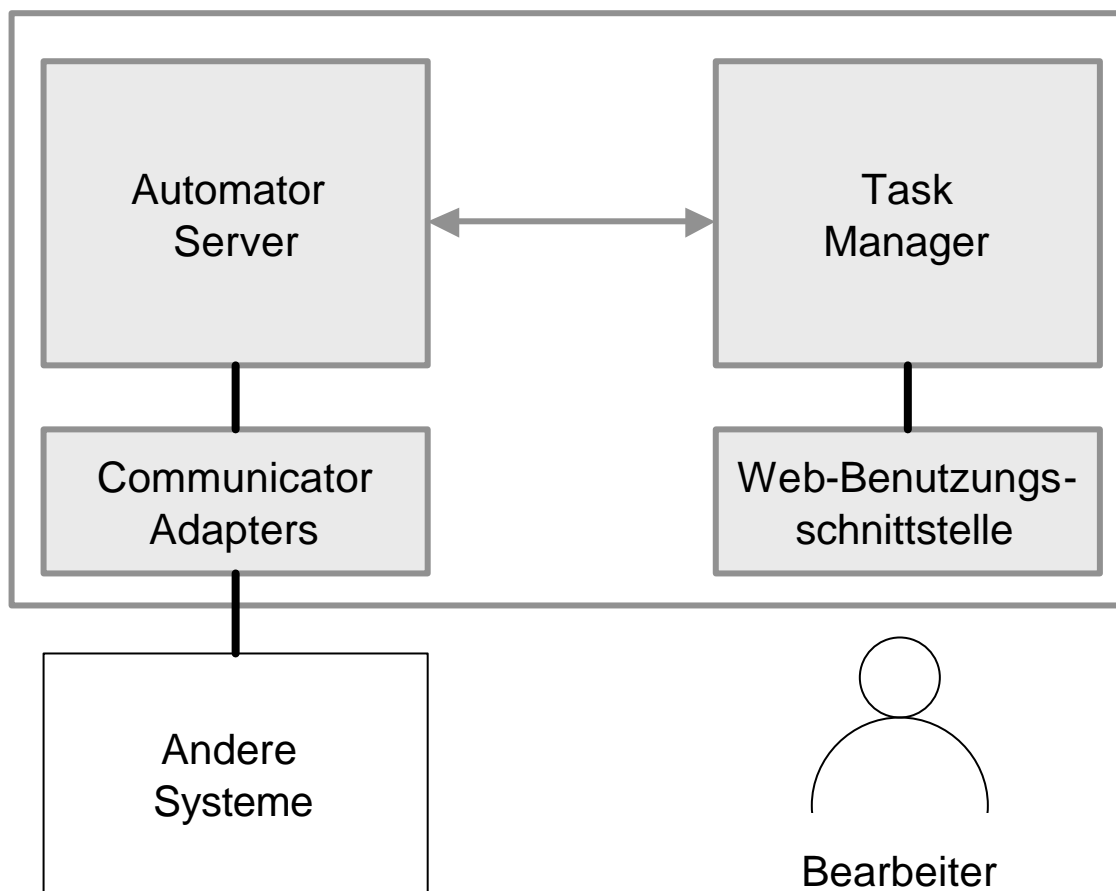 Automator
Server
Task
Manager
Communicator
Adapters
Web-Benutzungs-
schnittstelle
Andere
Systeme
Bearbeiter